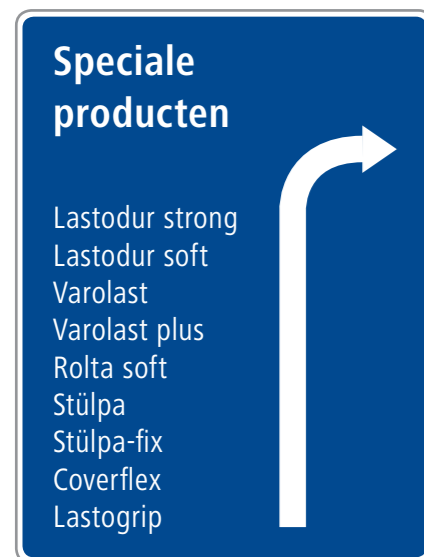 Speciale
producten
Lastodur strong
Lastodur soft
Varolast
Varolast plus
Rolta soft
Stülpa
Stülpa-fix
Coverflex
Lastogrip